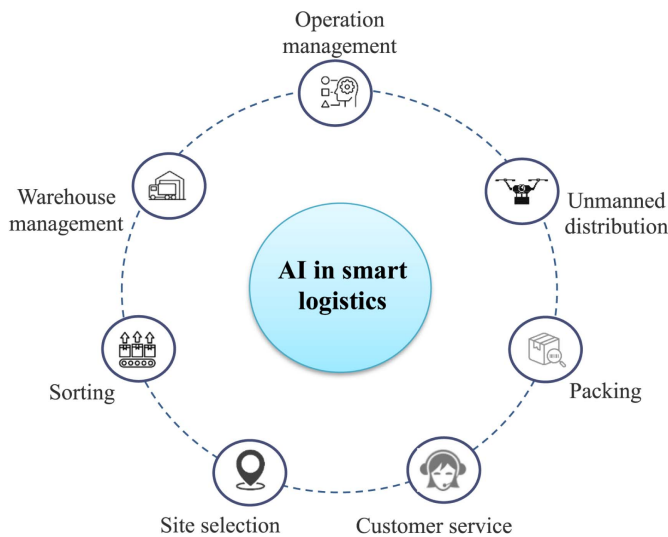 Operation
management
Unmanned
distribution
Packing
Customer service
Site selection
Sorting
Warehouse
management
AI in smart
logistics